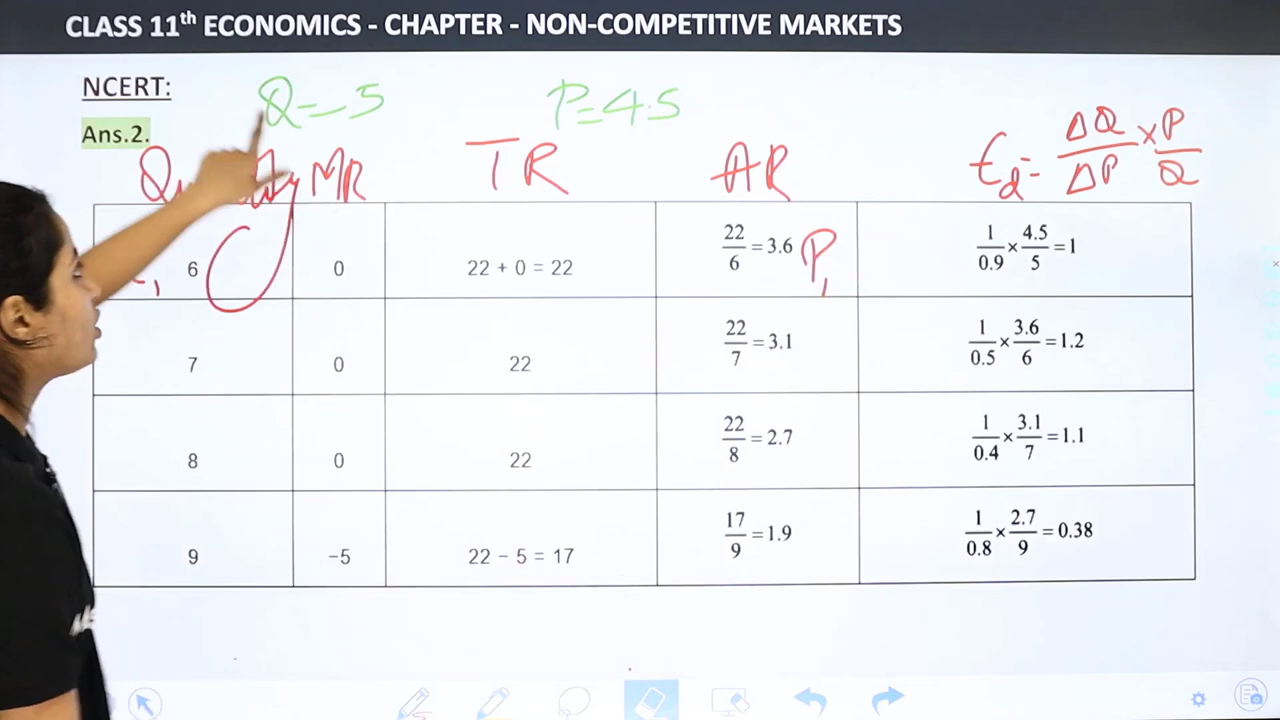 CLASS 11th ECONOMICS - CHAPTER - NON-COMPETITIVE MARKETS
NCERT:
Q = 5 P = 4.5
Ans.2.
Quantity MR TR AR ed = ΔQ/ΔP × P/Q
6 0 22 + 0 = 22 22/6 = 3.6 P1 1/0.9 × 4.5/5 = 1
7 0 22 22/7 = 3.1 1/0.5 × 3.6/6 = 1.2
8 0 22 22/8 = 2.7 1/0.4 × 3.1/7 = 1.1
9 −5 22 − 5 = 17 17/9 = 1.9 1/0.8 × 2.7/9 = 0.38